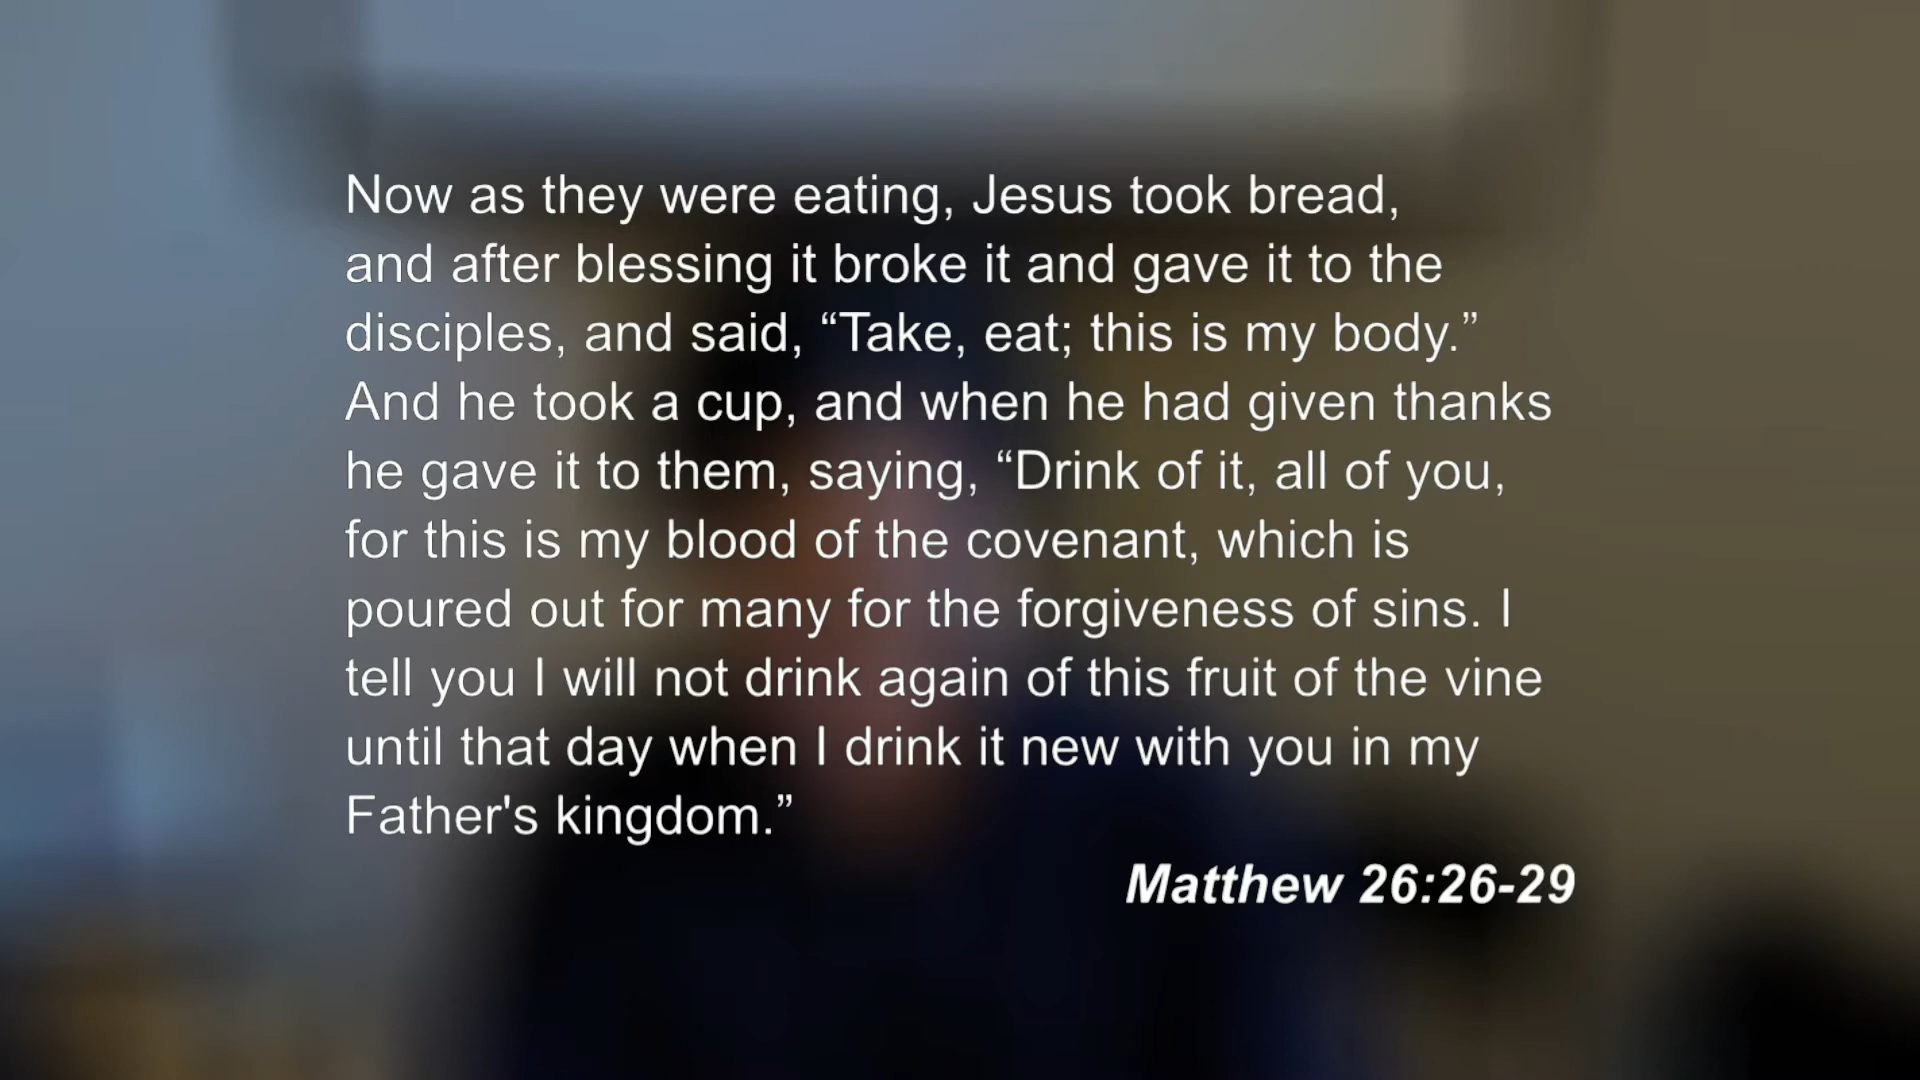 Now as they were eating, Jesus took bread,
and after blessing it broke it and gave it to the
disciples, and said, “Take, eat; this is my body.”
And he took a cup, and when he had given thanks
he gave it to them, saying, “Drink of it, all of you,
for this is my blood of the covenant, which is
poured out for many for the forgiveness of sins. I
tell you I will not drink again of this fruit of the vine
until that day when I drink it new with you in my
Father's kingdom.”
Matthew 26:26-29